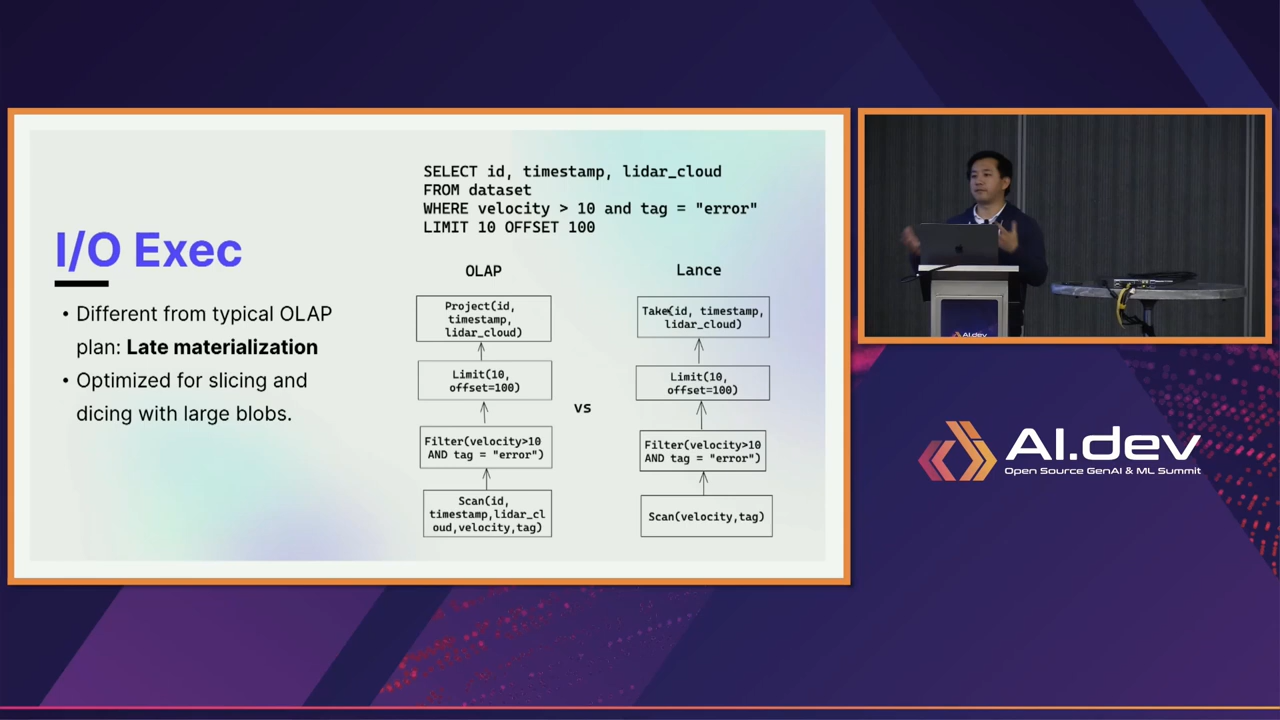 I/O Exec
• Different from typical OLAP
plan: Late materialization
• Optimized for slicing and
dicing with large blobs.
SELECT id, timestamp, lidar_cloud
FROM dataset
WHERE velocity > 10 and tag = "error"
LIMIT 10 OFFSET 100
OLAP
Project(id,
timestamp,
lidar_cloud)
Limit(10,
offset=100)
Filter(velocity>10
AND tag = "error")
Scan(id,
timestamp,lidar_cl
oud,velocity,tag)
vs
Lance
Take(id, timestamp,
lidar_cloud)
Limit(10,
offset=100)
Filter(velocity>10
AND tag = "error")
Scan(velocity,tag)
AI.dev
AI.dev
Open Source GenAI & ML Summit